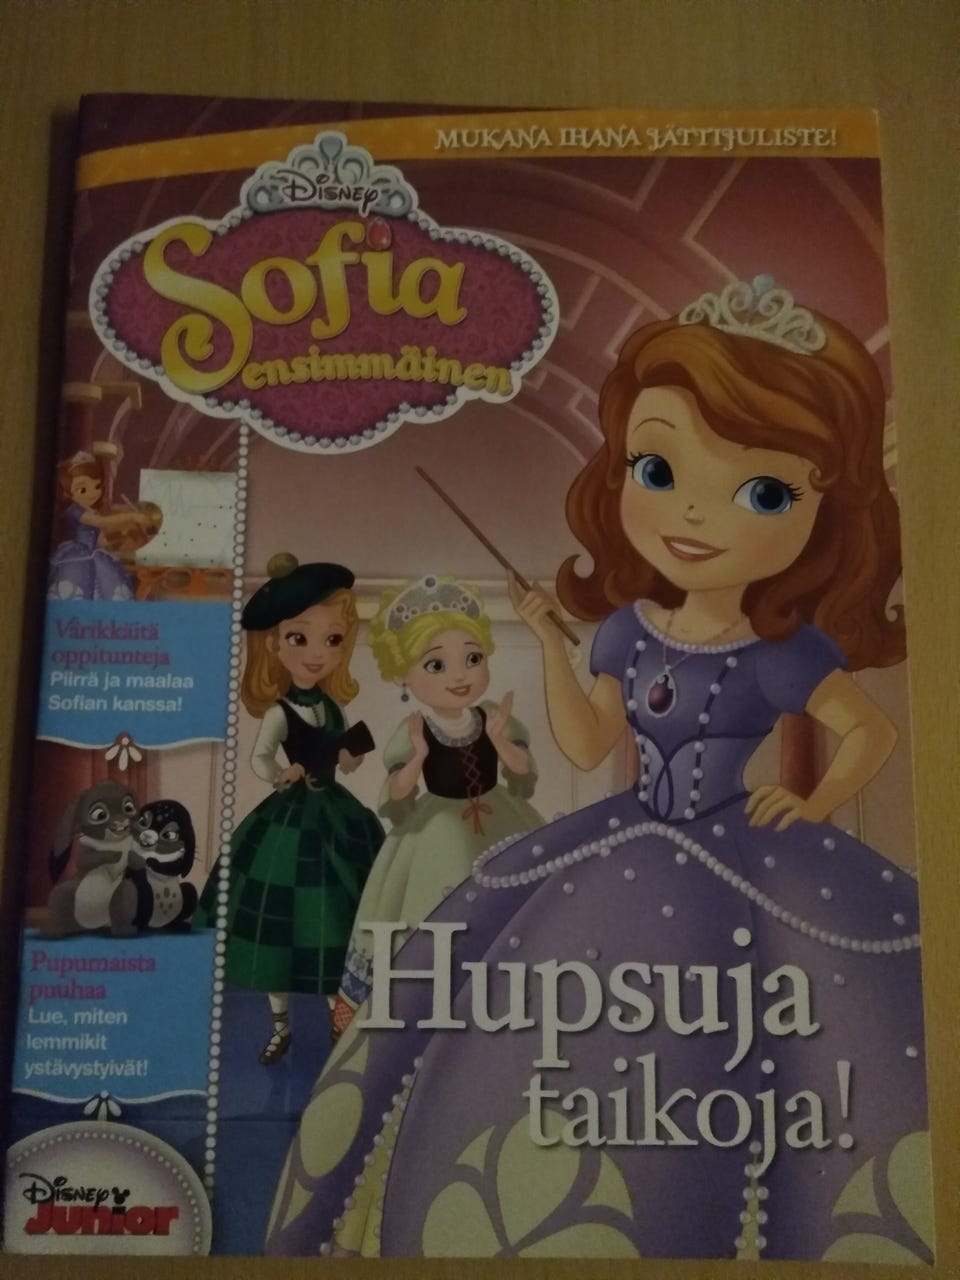 MUKANA IHANA JÄTTIJULISTE!
DISNEY
Sofia
ensimmäinen
Värikkäitä
oppitunteja
Piirrä ja maalaa
Sofian kanssa!
Pupumaista
puuhaa
Lue, miten
lemmikit
ystävystyivät!
Hupsuja
taikoja!
DISNEY
Junior